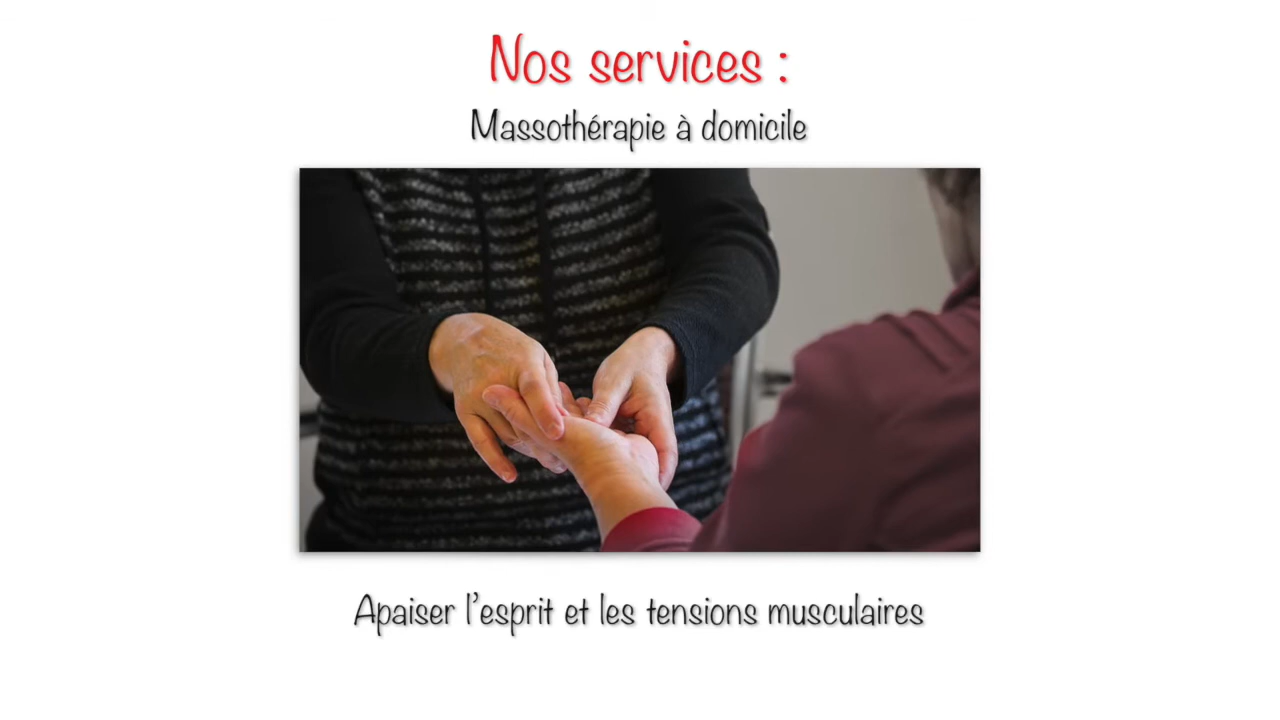 Nos services :
Massothérapie à domicile
Apaiser l'esprit et les tensions musculaires